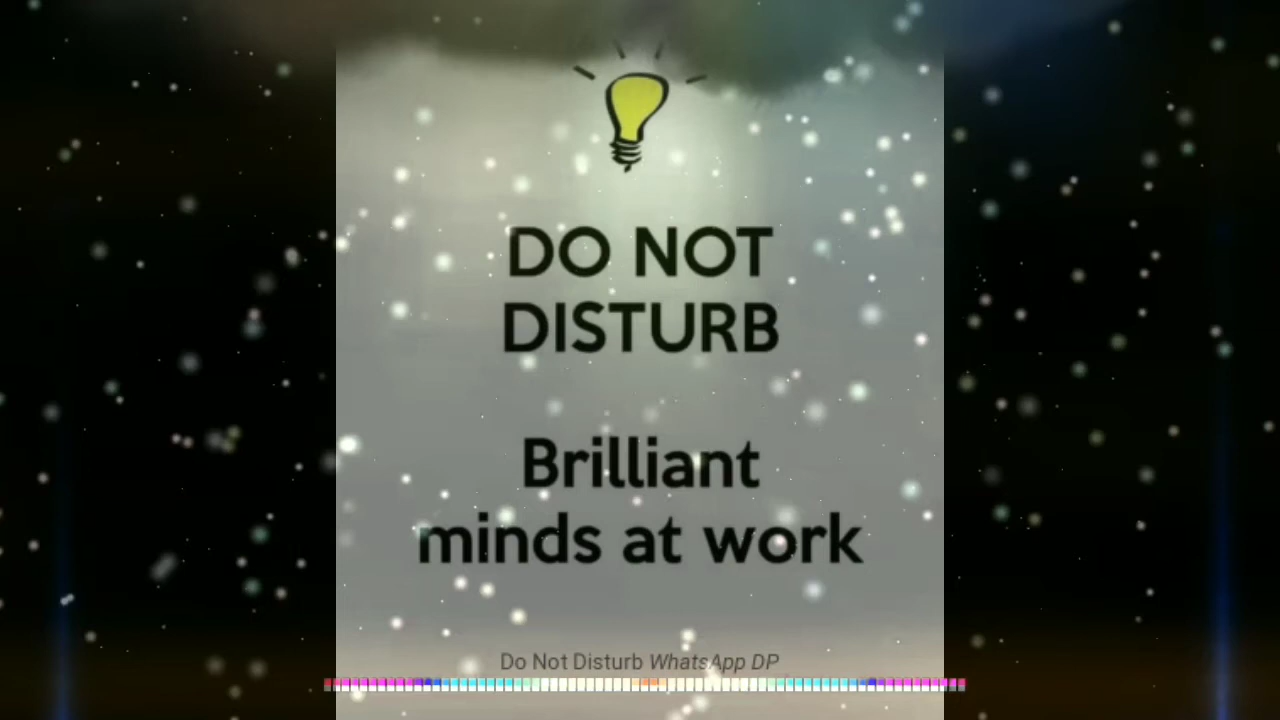 DO NOT
DISTURB
Brilliant
minds at work
Do Not Disturb WhatsApp DP